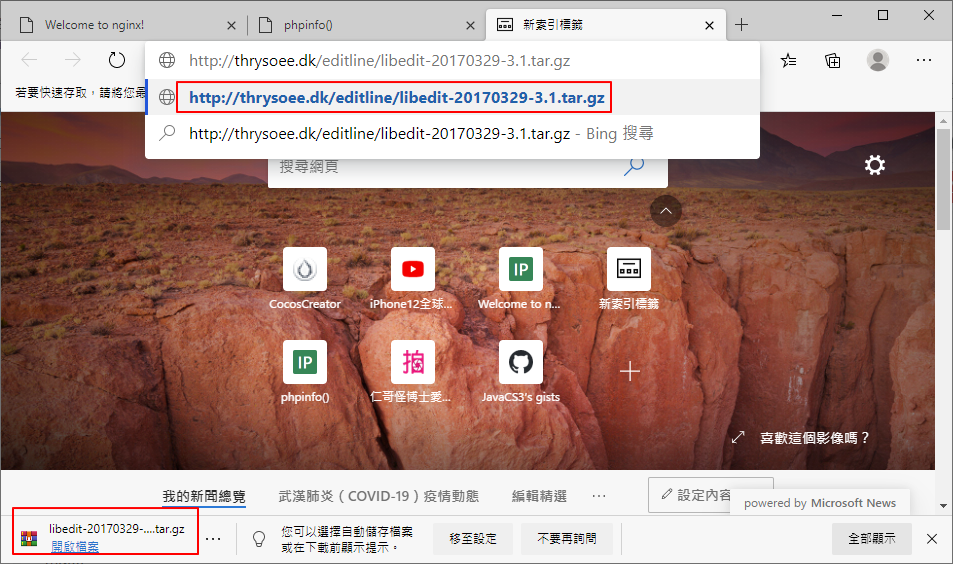 Welcome to nginx!
phpinfo()
新索引標籤
http://thrysoee.dk/editline/libedit-20170329-3.1.tar.gz
若要快速存取，請將您最
http://thrysoee.dk/editline/libedit-20170329-3.1.tar.gz
http://thrysoee.dk/editline/libedit-20170329-3.1.tar.gz - Bing 搜尋
搜尋網頁
IP
CocosCreator
iPhone12全球...
Welcome to n...
新索引標籤
IP
拍
phpinfo()
仁哥怪博士愛...
JavaCS3's gists
喜歡這個影像嗎？
我的新聞總覽
武漢肺炎（COVID-19）疫情動態
編輯精選
...
設定內容
powered by Microsoft News
libedit-20170329-....tar.gz
開啟檔案
...
您可以選擇自動儲存檔案
或在下載前顯示提示。
移至設定
不要再詢問
全部顯示